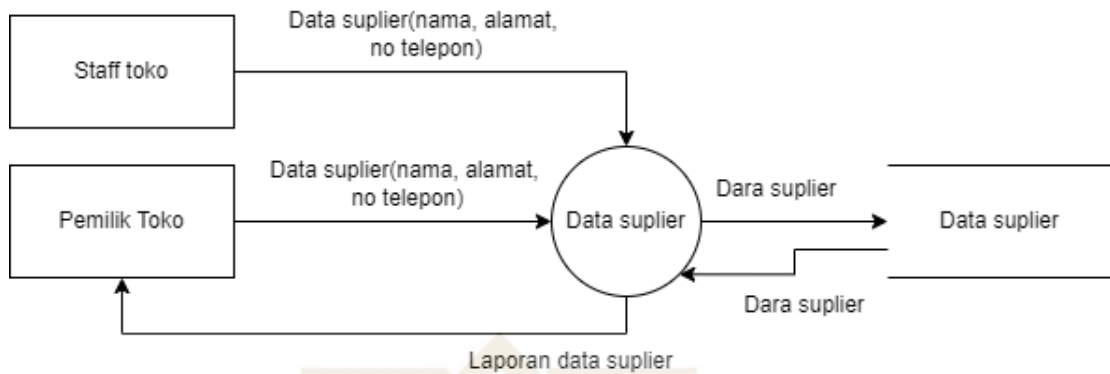 Data suplier(nama, alamat,
no telepon)
Staff toko
Data suplier(nama, alamat,
no telepon)
Pemilik Toko
Data suplier
Dara suplier
Data suplier
Dara suplier
Laporan data suplier